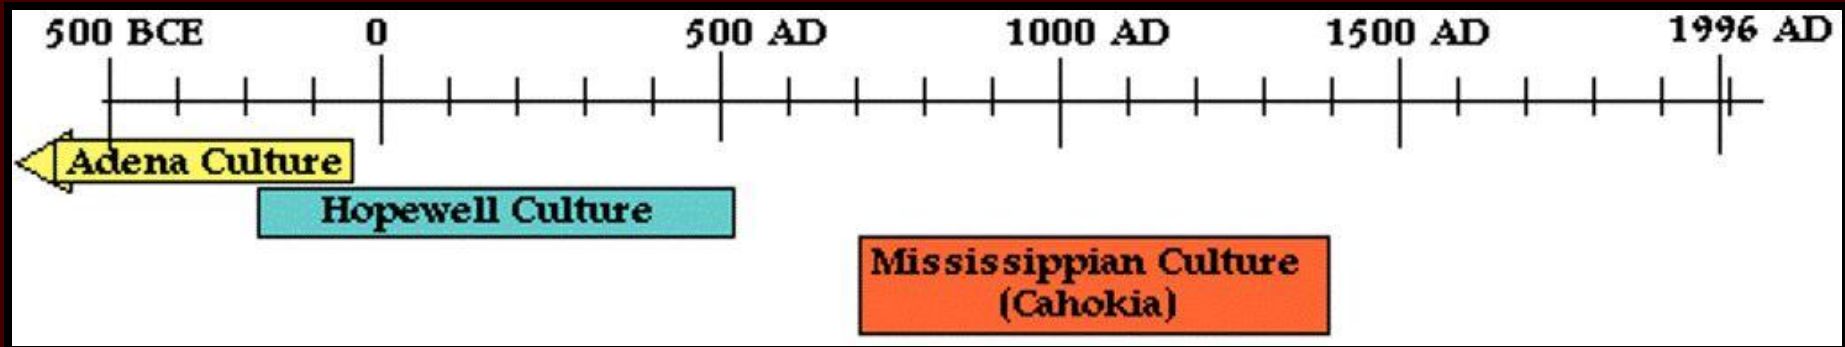 500 BCE 0 500 AD 1000 AD 1500 AD 1996 AD
Adena Culture
Hopewell Culture
Mississippian Culture
(Cahokia)